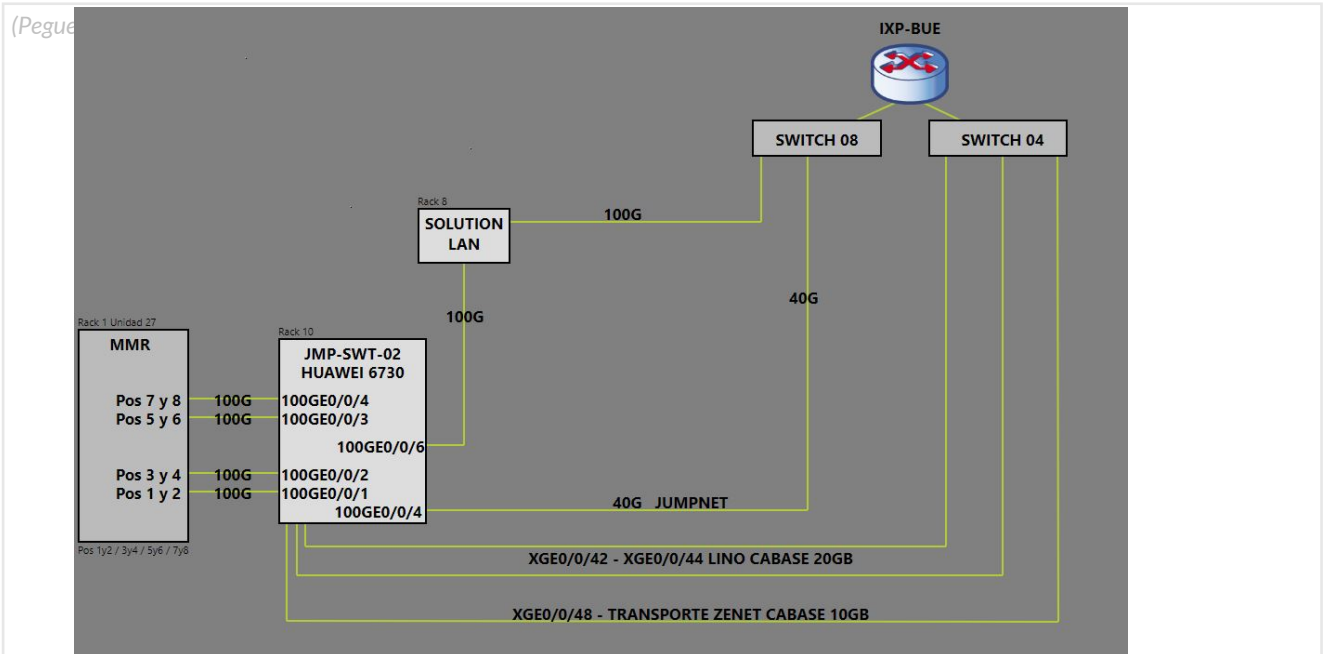 (Pegue
IXP-BUE
SWITCH 08
SWITCH 04
Rack 8
SOLUTION
LAN
100G
40G
100G
Rack 1 Unidad 27
MMR
Rack 10
JMP-SWT-02
HUAWEI 6730
Pos 7 y 8 100G 100GE0/0/4
Pos 5 y 6 100G 100GE0/0/3
100GE0/0/6
Pos 3 y 4 100G 100GE0/0/2
Pos 1 y 2 100G 100GE0/0/1
100GE0/0/4
40G JUMPNET
Pos 1y2 / 3y4 / 5y6 / 7y8
XGE0/0/42 - XGE0/0/44 LINO CABASE 20GB
XGE0/0/48 - TRANSPORTE ZENET CABASE 10GB